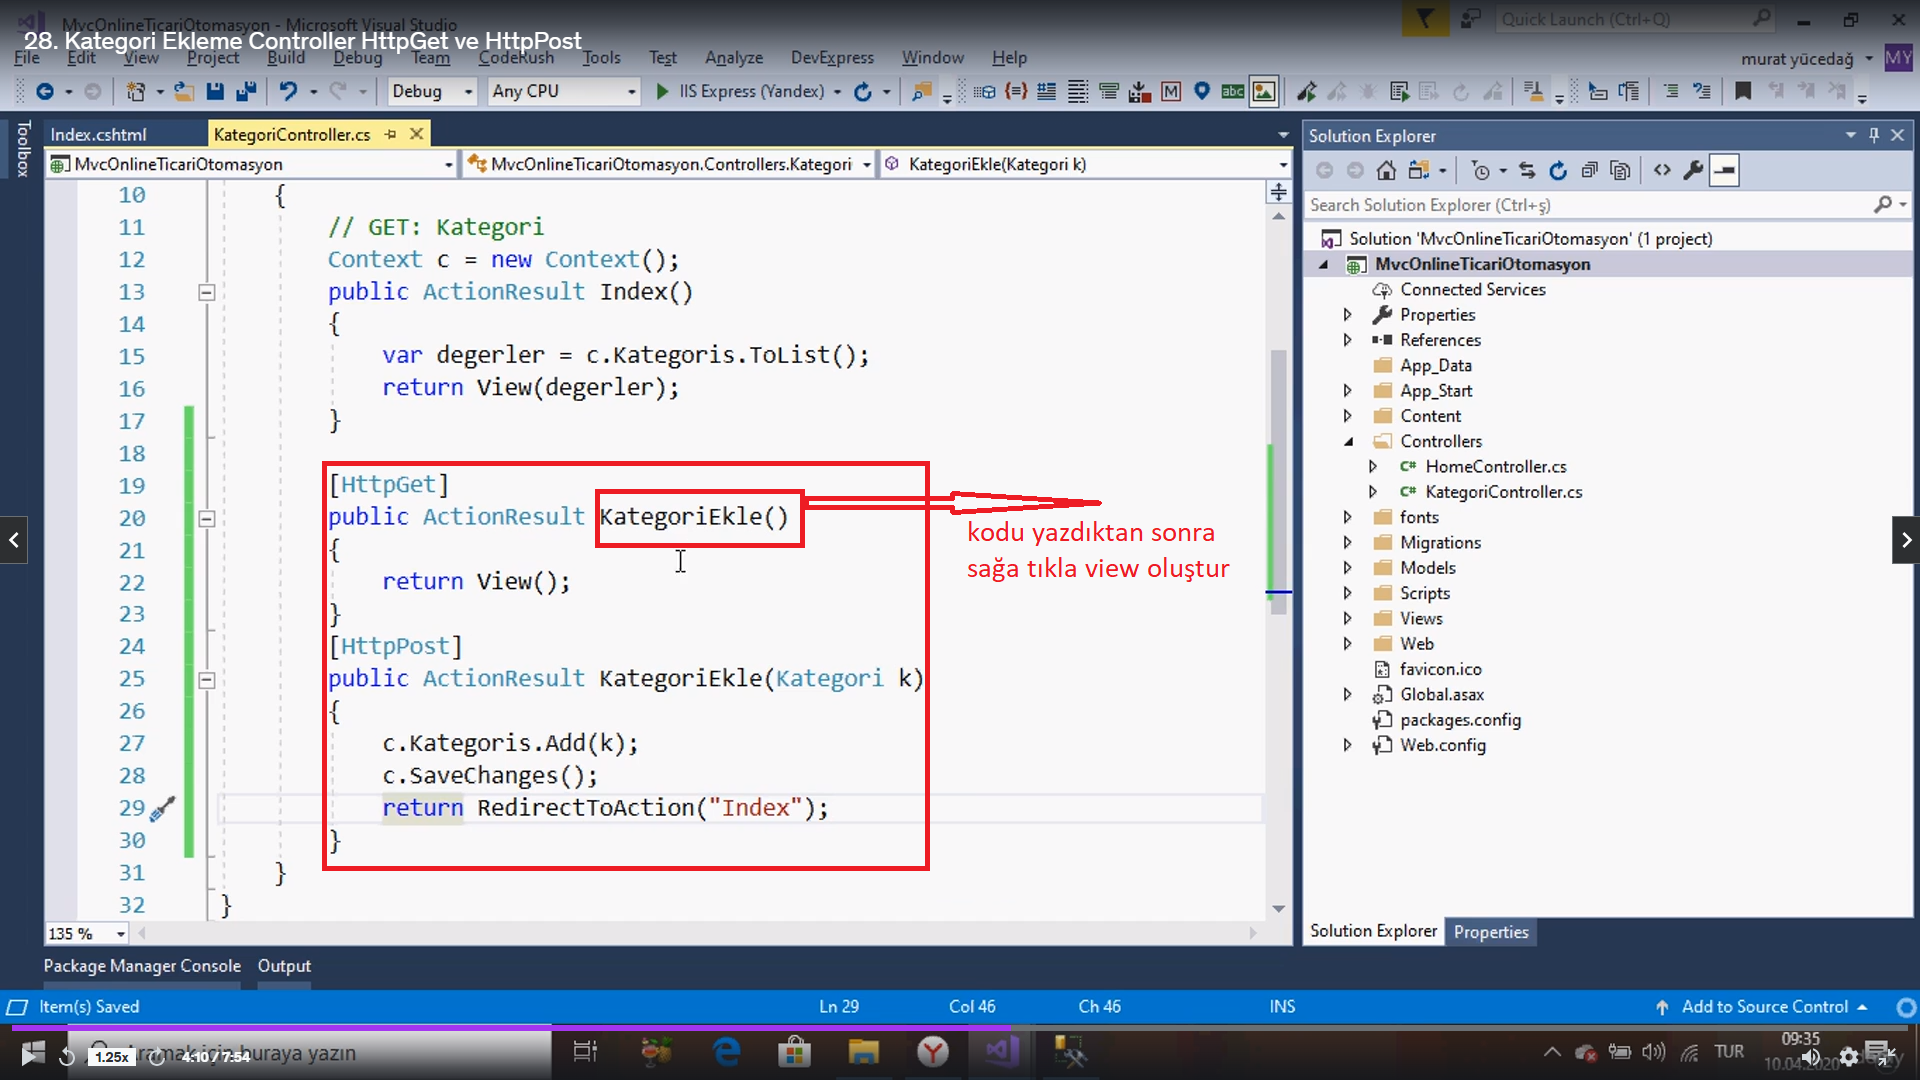 MvcOnlineTicariOtomasyon - Microsoft Visual Studio
28. Kategori Ekleme Controller HttpGet ve HttpPost
Quick Launch (Ctrl+Q)
File Edit View Project Build Debug Team CodeRush Tools Test Analyze DevExpress Window Help
murat yücedağ MY
Debug Any CPU IIS Express (Yandex)
Toolbox
Index.cshtml KategoriController.cs
MvcOnlineTicariOtomasyon MvcOnlineTicariOtomasyon.Controllers.Kategori KategoriEkle(Kategori k)
10 {
11 // GET: Kategori
12 Context c = new Context();
13 public ActionResult Index()
14 {
15 var degerler = c.Kategoris.ToList();
16 return View(degerler);
17 }
18
19 [HttpGet]
20 public ActionResult KategoriEkle()
21 {
22 return View();
23 }
24 [HttpPost]
25 public ActionResult KategoriEkle(Kategori k)
26 {
27 c.Kategoris.Add(k);
28 c.SaveChanges();
29 return RedirectToAction("Index");
30 }
31 }
32 }
kodu yazdıktan sonra
sağa tıkla view oluştur
135 %
Solution Explorer
Search Solution Explorer (Ctrl+ş)
Solution 'MvcOnlineTicariOtomasyon' (1 project)
MvcOnlineTicariOtomasyon
Connected Services
Properties
References
App_Data
App_Start
Content
Controllers
C# HomeController.cs
C# KategoriController.cs
fonts
Migrations
Models
Scripts
Views
Web
favicon.ico
Global.asax
packages.config
Web.config
Solution Explorer Properties
Package Manager Console Output
Item(s) Saved Ln 29 Col 46 Ch 46 INS Add to Source Control
Aramak için buraya yazın
1.25x 4:10 / 7:54
TUR
09:35
10.04.2020